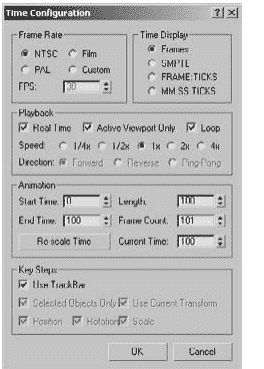 Time Configuration
Frame Rate
NTSC Film
PAL Custom
FPS: 30
Time Display
Frames
SMPTE
FRAME:TICKS
MM:SS:TICKS
Playback
Real Time Active Viewport Only Loop
Speed: 1/4x 1/2x 1x 2x 4x
Direction: Forward Reverse Ping-Pong
Animation
Start Time: 0 Length: 100
End Time: 100 Frame Count: 101
Re-scale Time Current Time: 100
Key Steps
Use TrackBar
Selected Objects Only Use Current Transform
Position Rotation Scale
OK Cancel